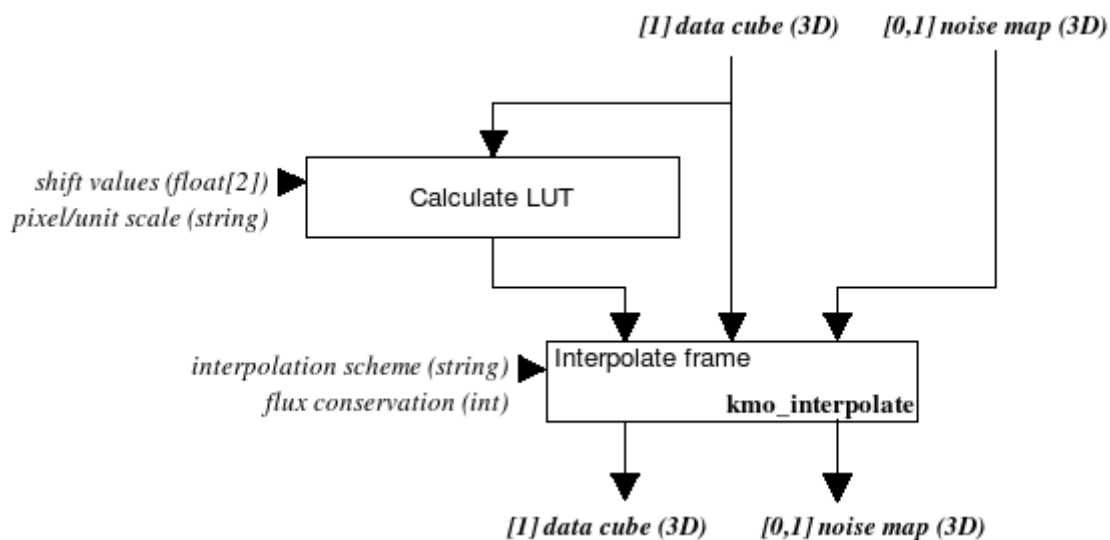 [1] data cube (3D) [0,1] noise map (3D)
shift values (float[2])
pixel/unit scale (string)
Calculate LUT
interpolation scheme (string)
flux conservation (int)
Interpolate frame
kmo_interpolate
[1] data cube (3D) [0,1] noise map (3D)